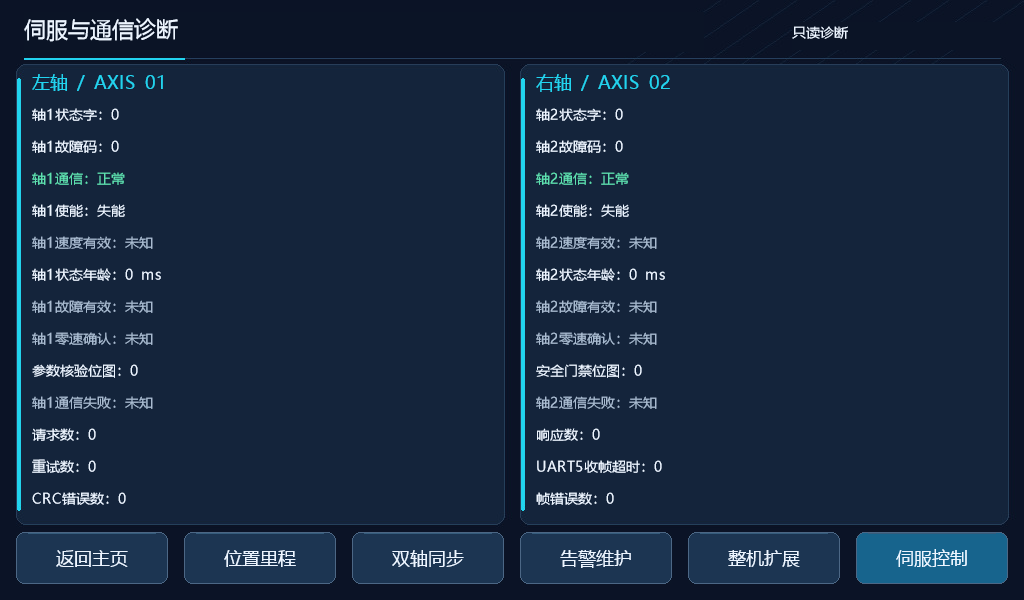 伺服与通信诊断
只读诊断
左轴 / AXIS 01
轴1状态字：0
轴1故障码：0
轴1通信：正常
轴1使能：失能
轴1速度有效：未知
轴1状态年龄：0 ms
轴1故障有效：未知
轴1零速确认：未知
参数核验位图：0
轴1通信失败：未知
请求数：0
重试数：0
CRC错误数：0
右轴 / AXIS 02
轴2状态字：0
轴2故障码：0
轴2通信：正常
轴2使能：失能
轴2速度有效：未知
轴2状态年龄：0 ms
轴2故障有效：未知
轴2零速确认：未知
安全门禁位图：0
轴2通信失败：未知
响应数：0
UART5收帧超时：0
帧错误数：0
返回主页
位置里程
双轴同步
告警维护
整机扩展
伺服控制